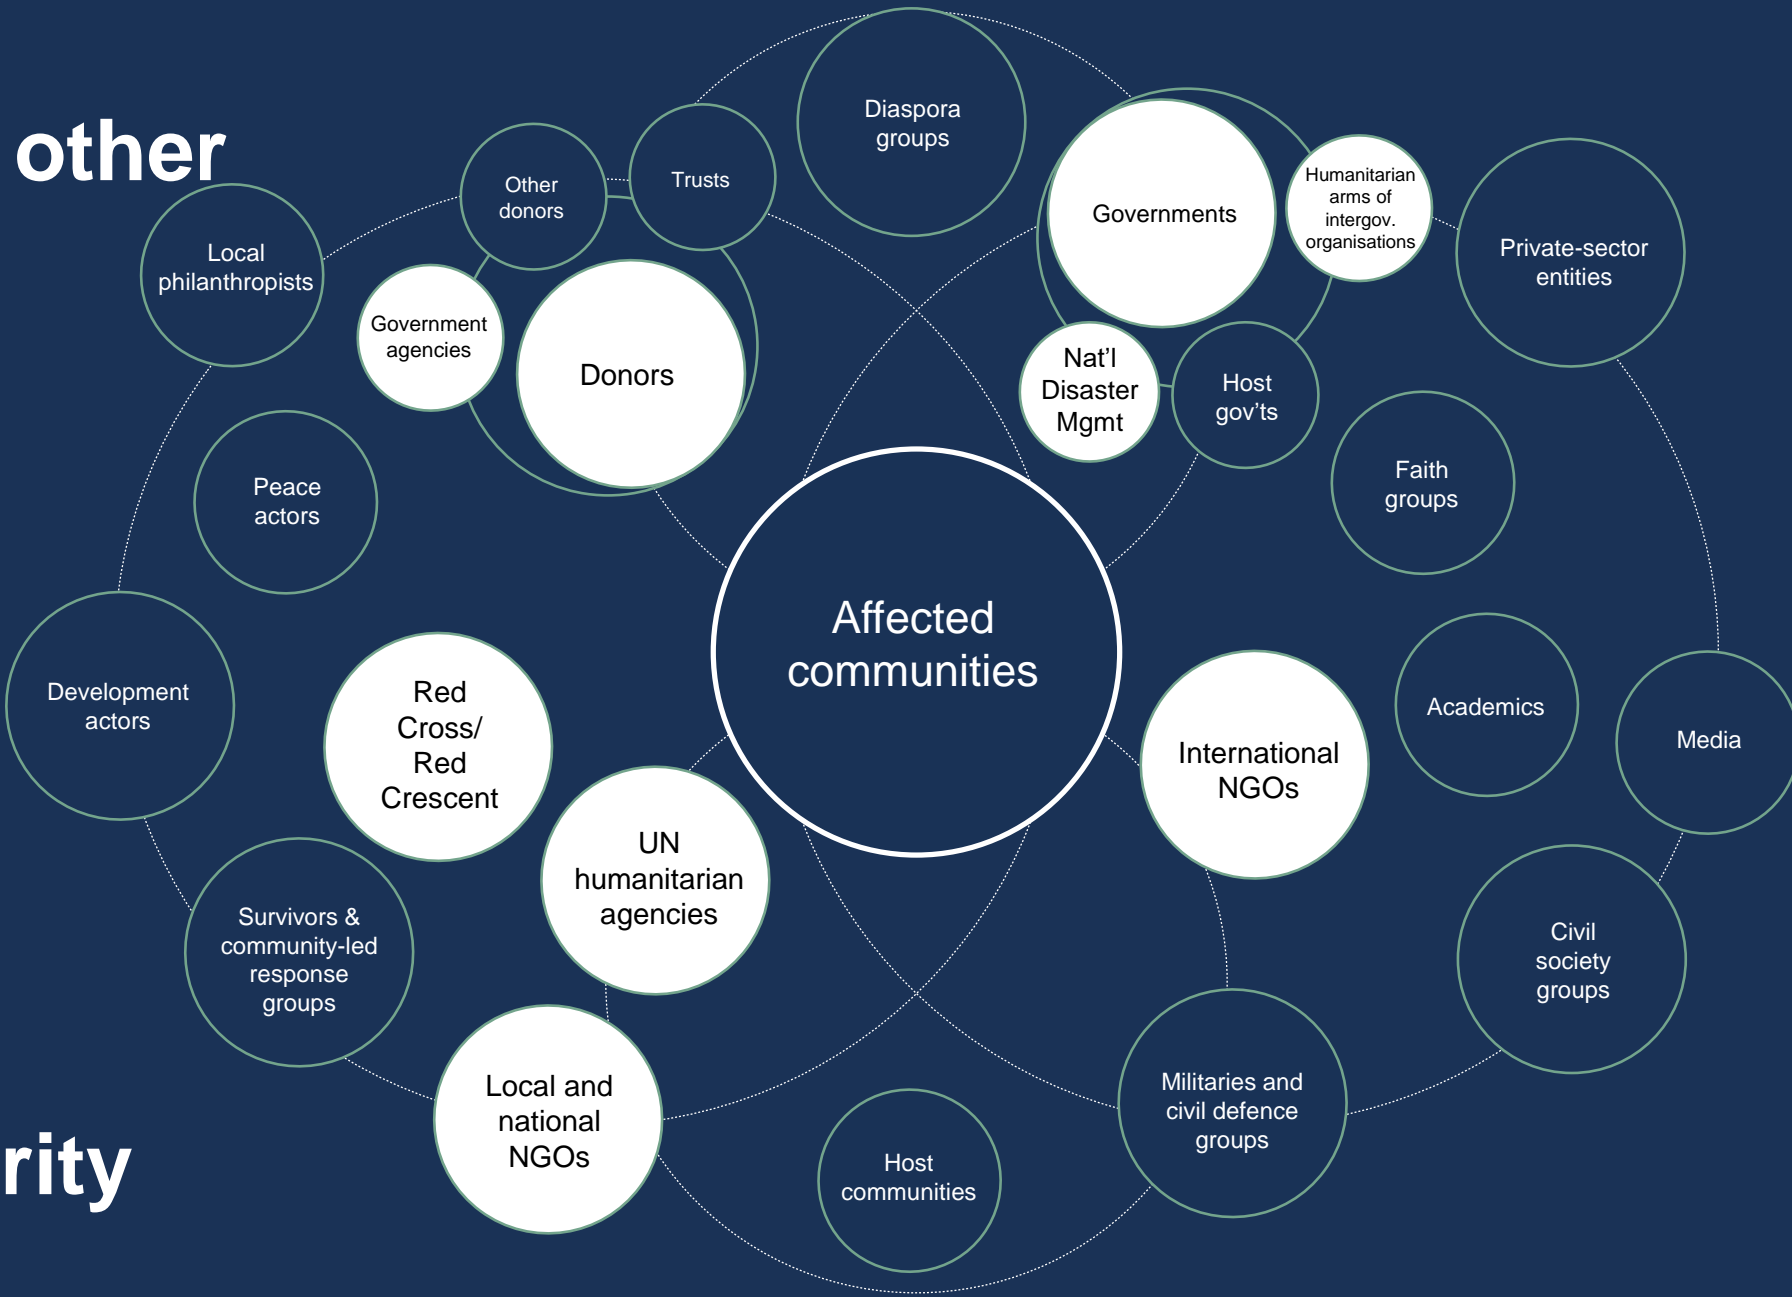 other
Diaspora
groups
Other
donors
Trusts
Governments
Humanitarian
arms of
intergov.
organisations
Private-sector
entities
Local
philanthropists
Government
agencies
Donors
Nat’l
Disaster
Mgmt
Host
gov’ts
Faith
groups
Peace
actors
Affected
communities
Development
actors
Red
Cross/
Red
Crescent
International
NGOs
Academics
Media
UN
humanitarian
agencies
Survivors &
community-led
response
groups
Civil
society
groups
Local and
national
NGOs
Militaries and
civil defence
groups
Host
communities
rity